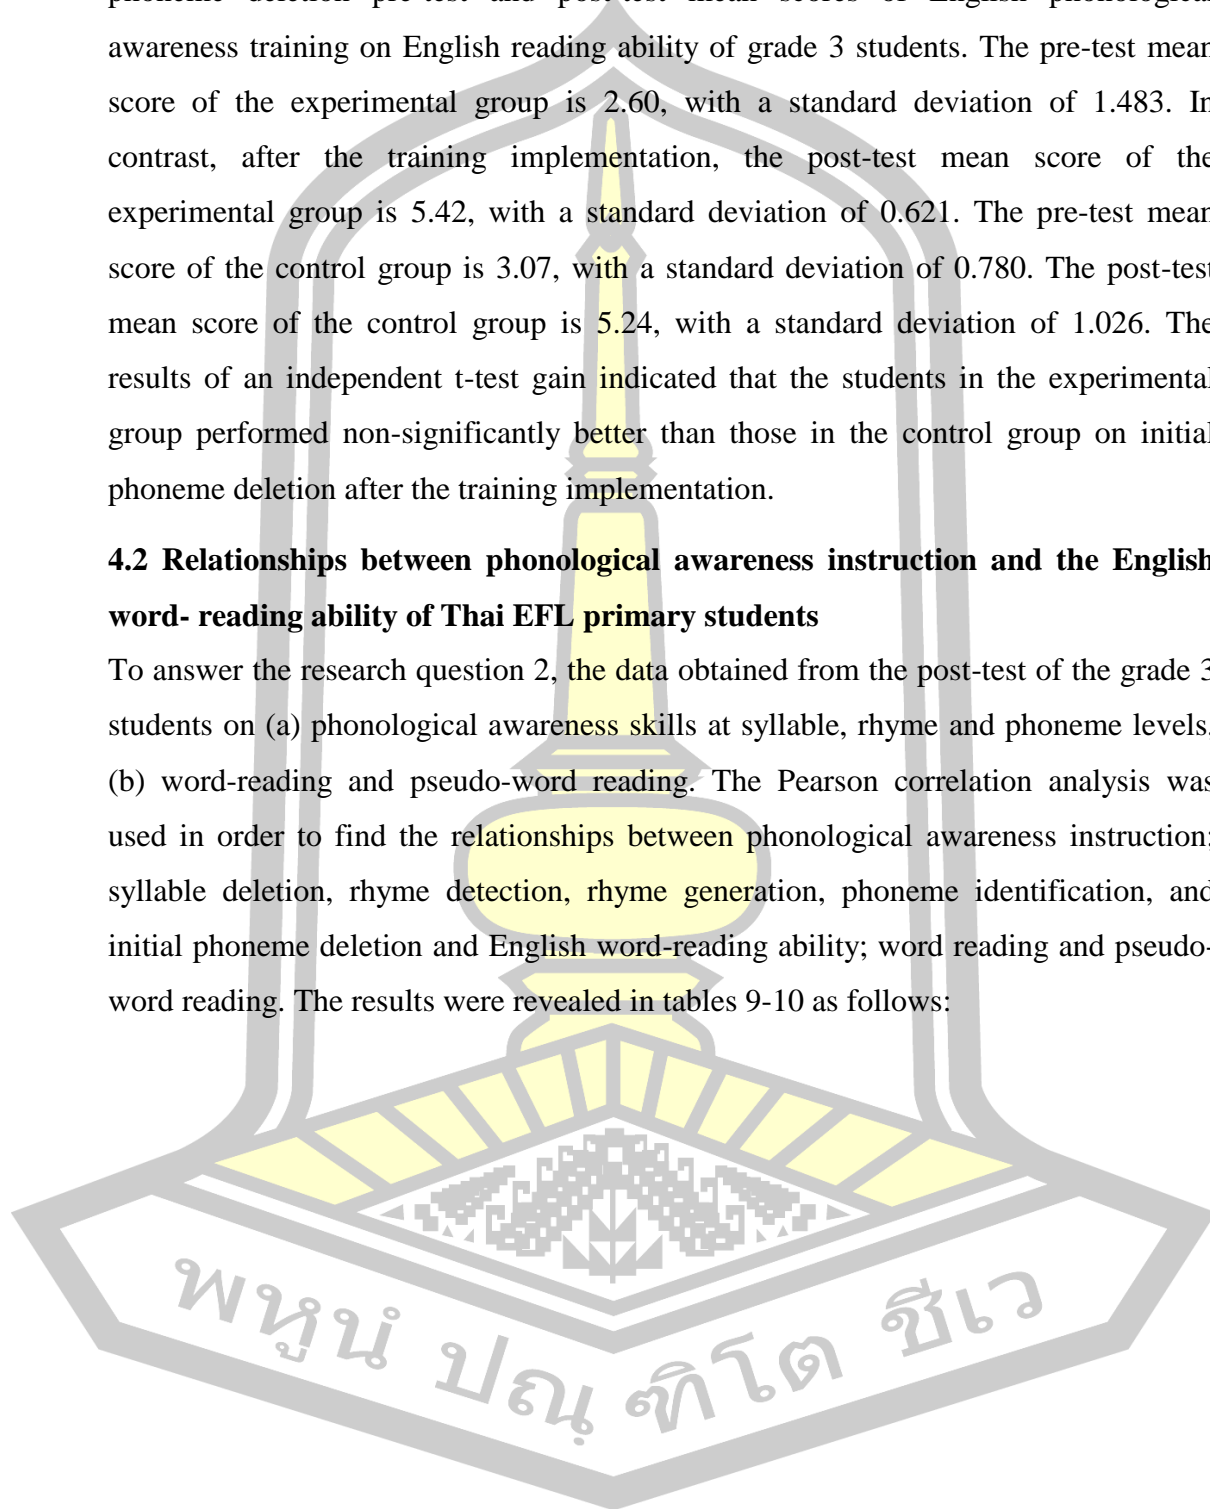 phoneme deletion pre-test and post-test mean scores of English phonological
awareness training on English reading ability of grade 3 students. The pre-test mean
score of the experimental group is 2.60, with a standard deviation of 1.483. In
contrast, after the training implementation, the post-test mean score of the
experimental group is 5.42, with a standard deviation of 0.621. The pre-test mean
score of the control group is 3.07, with a standard deviation of 0.780. The post-test
mean score of the control group is 5.24, with a standard deviation of 1.026. The
results of an independent t-test gain indicated that the students in the experimental
group performed non-significantly better than those in the control group on initial
phoneme deletion after the training implementation.
4.2 Relationships between phonological awareness instruction and the English
word- reading ability of Thai EFL primary students
To answer the research question 2, the data obtained from the post-test of the grade 3
students on (a) phonological awareness skills at syllable, rhyme and phoneme levels,
(b) word-reading and pseudo-word reading. The Pearson correlation analysis was
used in order to find the relationships between phonological awareness instruction;
syllable deletion, rhyme detection, rhyme generation, phoneme identification, and
initial phoneme deletion and English word-reading ability; word reading and pseudo-
word reading. The results were revealed in tables 9-10 as follows:
พหูนํ ปณฺฑิโต ชีเว